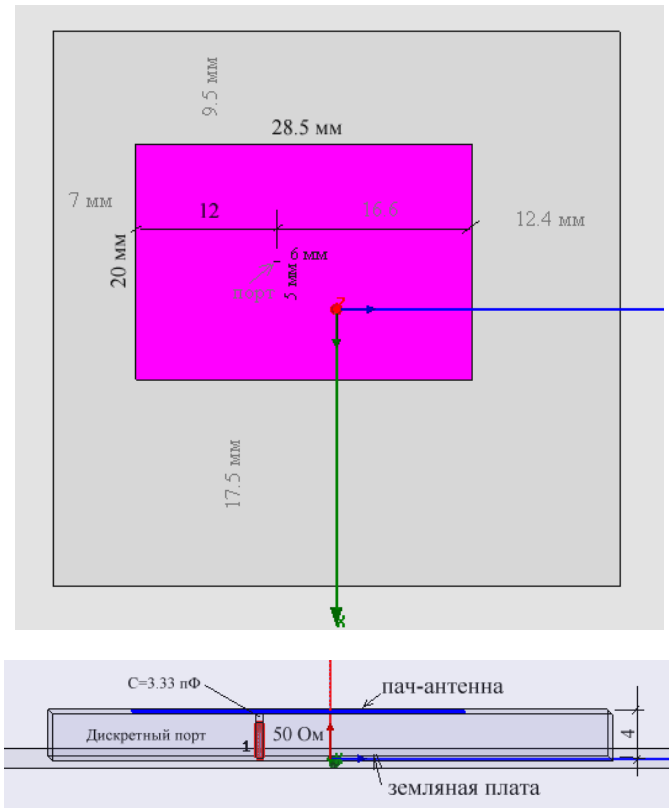 9.5 мм
28.5 мм
7 мм
12
16.6
12.4 мм
20 мм
6 мм
порт
5 мм
Z
17.5 мм
X
C=3.33 пФ
пач-антенна
Дискретный порт
50 Ом
4
1
земляная плата